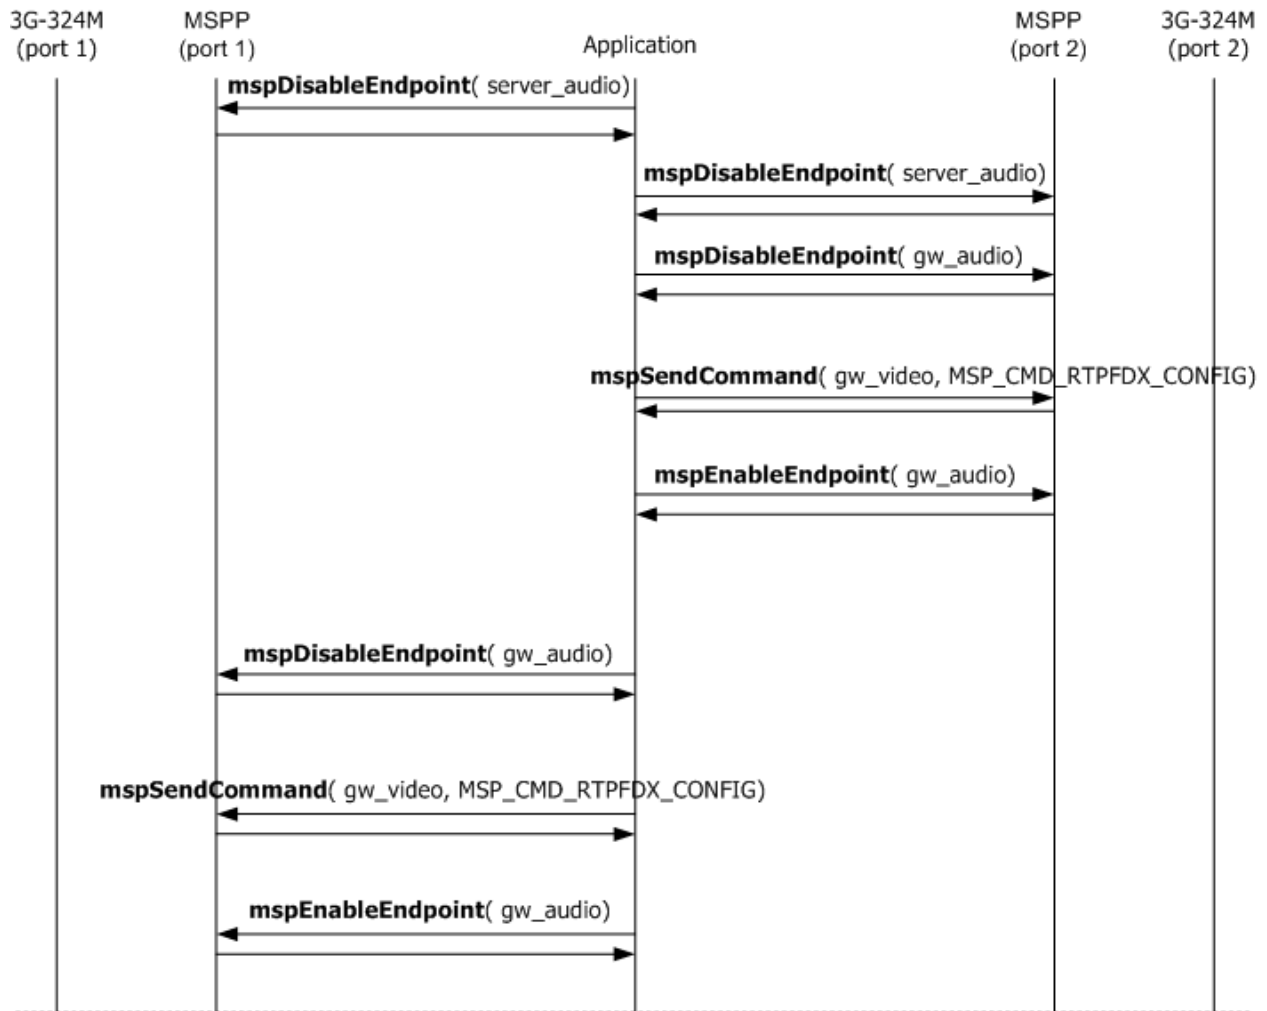 3G-324M
(port 1)
MSPP
(port 1)
Application
MSPP
(port 2)
3G-324M
(port 2)
mspDisableEndpoint( server_audio)
mspDisableEndpoint( server_audio)
mspDisableEndpoint( gw_audio)
mspSendCommand( gw_video, MSP_CMD_RTPFDX_CONFIG)
mspEnableEndpoint( gw_audio)
mspDisableEndpoint( gw_audio)
mspSendCommand( gw_video, MSP_CMD_RTPFDX_CONFIG)
mspEnableEndpoint( gw_audio)